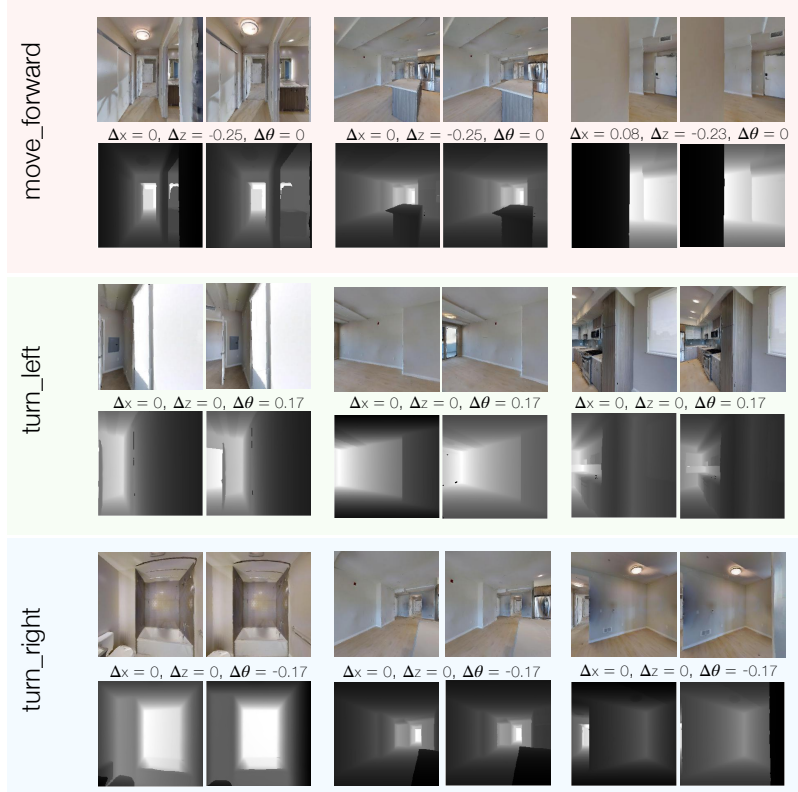 move_forward
Δx = 0, Δz = -0.25, Δθ = 0
Δx = 0, Δz = -0.25, Δθ = 0
Δx = 0.08, Δz = -0.23, Δθ = 0
turn_left
Δx = 0, Δz = 0, Δθ = 0.17
Δx = 0, Δz = 0, Δθ = 0.17
Δx = 0, Δz = 0, Δθ = 0.17
turn_right
Δx = 0, Δz = 0, Δθ = -0.17
Δx = 0, Δz = 0, Δθ = -0.17
Δx = 0, Δz = 0, Δθ = -0.17